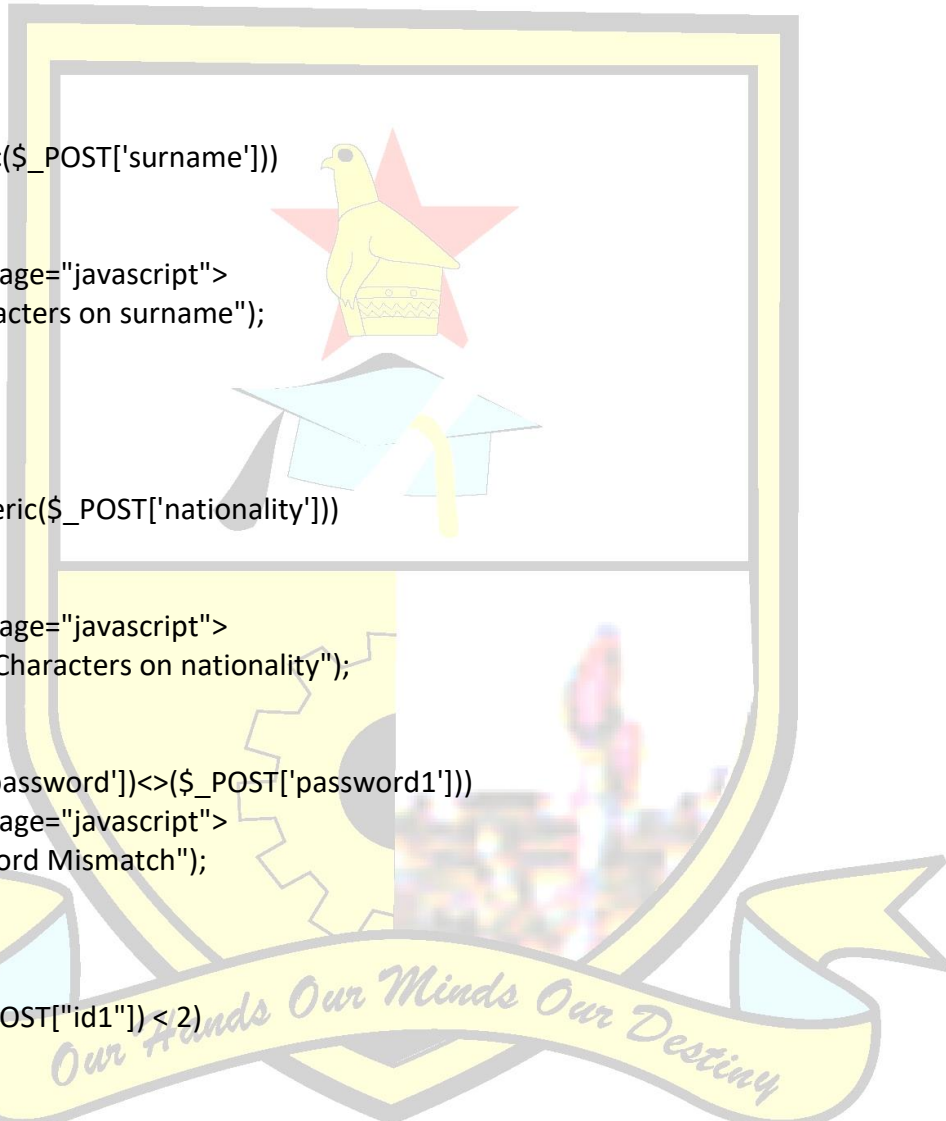 ($_POST['surname']))
age="javascript">
acters on surname");
eric($_POST['nationality']))
age="javascript">
Characters on nationality");
password'])<>($_POST['password1']))
age="javascript">
ord Mismatch");
OST["id1"]) < 2)
Our Hands Our Minds Our Destiny